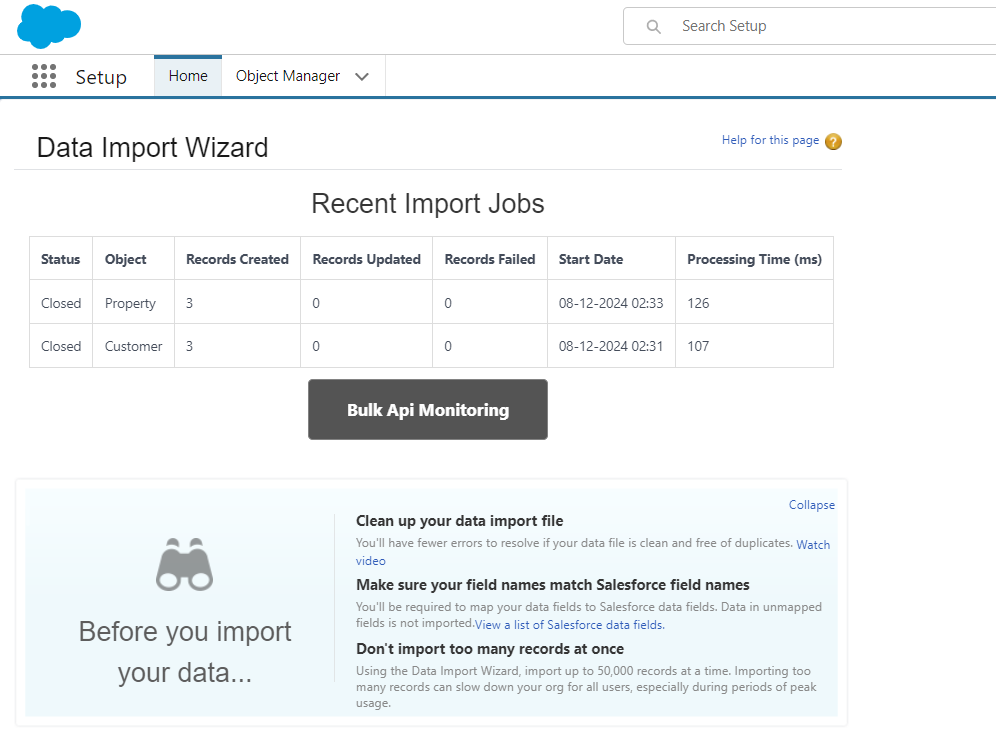 Search Setup
Setup
Home
Object Manager
Data Import Wizard
Help for this page ?
Recent Import Jobs
Status Object Records Created Records Updated Records Failed Start Date Processing Time (ms)
Closed Property 3 0 0 08-12-2024 02:33 126
Closed Customer 3 0 0 08-12-2024 02:31 107
Bulk Api Monitoring
Collapse
Before you import
your data...
Clean up your data import file
You'll have fewer errors to resolve if your data file is clean and free of duplicates. Watch
video
Make sure your field names match Salesforce field names
You'll be required to map your data fields to Salesforce data fields. Data in unmapped
fields is not imported.View a list of Salesforce data fields.
Don't import too many records at once
Using the Data Import Wizard, import up to 50,000 records at a time. Importing too
many records can slow down your org for all users, especially during periods of peak
usage.